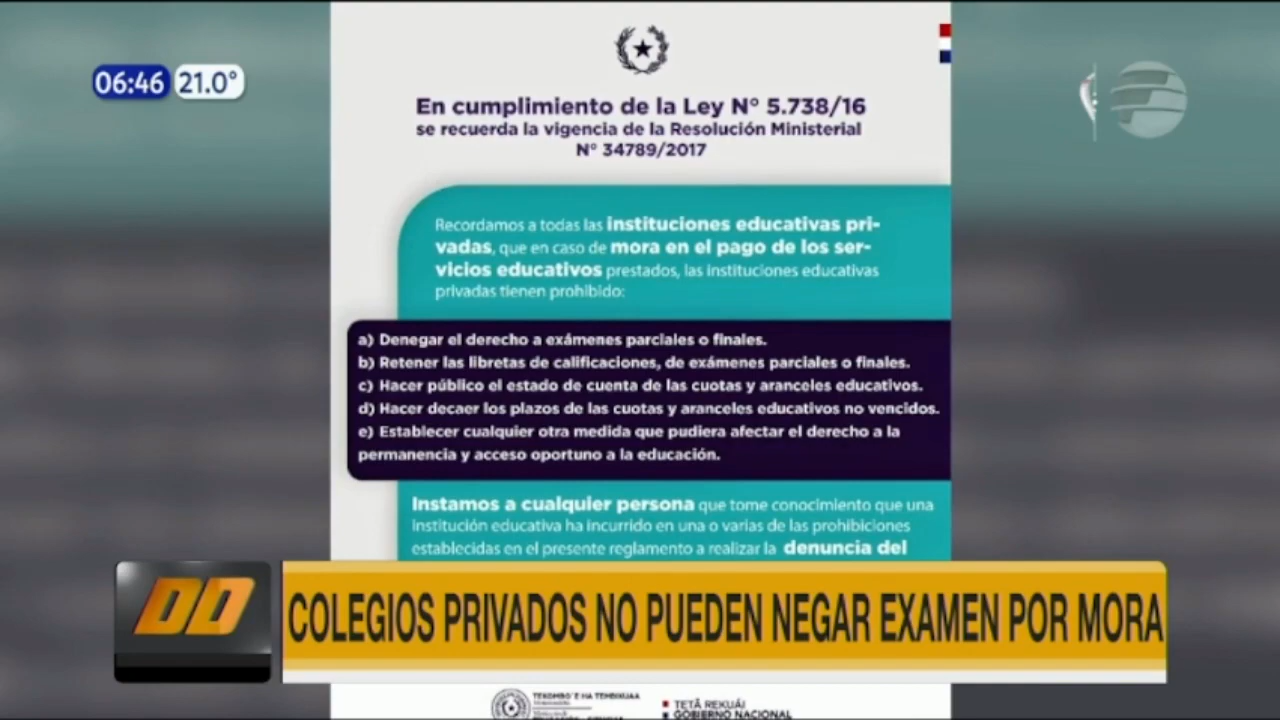 06:46 21.0°
En cumplimiento de la Ley N° 5.738/16
se recuerda la vigencia de la Resolución Ministerial
N° 34789/2017
Recordamos a todas las instituciones educativas pri-
vadas, que en caso de mora en el pago de los ser-
vicios educativos prestados, las instituciones educativas
privadas tienen prohibido:
a) Denegar el derecho a exámenes parciales o finales.
b) Retener las libretas de calificaciones, de exámenes parciales o finales.
c) Hacer público el estado de cuenta de las cuotas y aranceles educativos.
d) Hacer decaer los plazos de las cuotas y aranceles educativos no vencidos.
e) Establecer cualquier otra medida que pudiera afectar el derecho a la
permanencia y acceso oportuno a la educación.
Instamos a cualquier persona que tome conocimiento que una
institución educativa ha incurrido en una o varias de las prohibiciones
establecidas en el presente reglamento a realizar la denuncia del
DD
COLEGIOS PRIVADOS NO PUEDEN NEGAR EXAMEN POR MORA
TETÃ REKUÁI
GOBIERNO NACIONAL